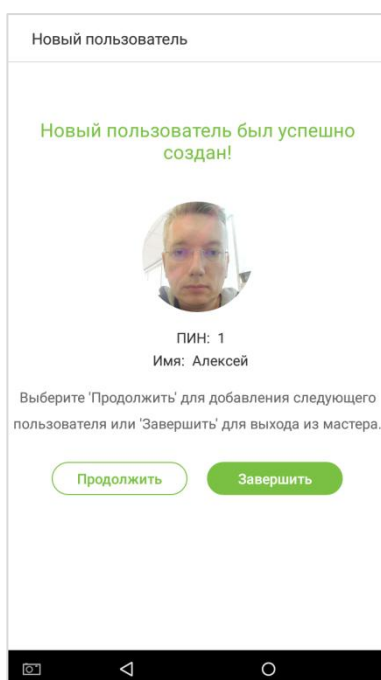 Новый пользователь
Новый пользователь был успешно
создан!
ПИН: 1
Имя: Алексей
Выберите 'Продолжить' для добавления следующего
пользователя или 'Завершить' для выхода из мастера.
Продолжить
Завершить